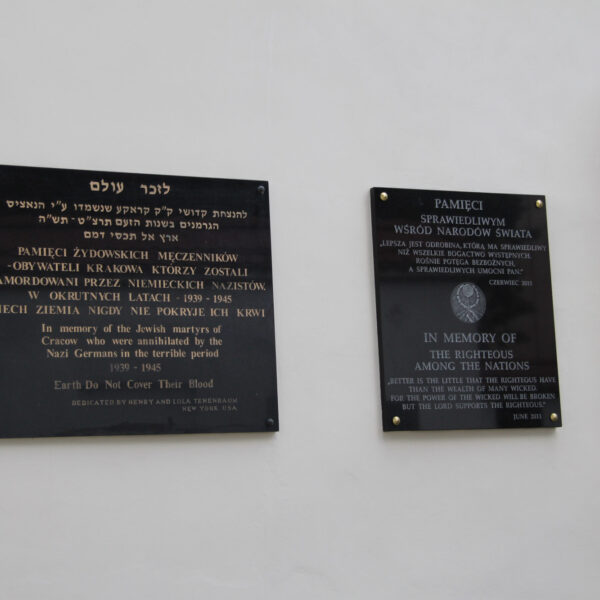 לזכר עולם
להנצחת קדושי ק"ק קראקע שנשמדו ע"י הנאציס
הגרמנים בשנות הזעם תרצ"ט - תש"ה
ארץ אל תכסי דמם
PAMIĘCI ŻYDOWSKICH MĘCZENNIKÓW
-OBYWATELI KRAKOWA KTÓRZY ZOSTALI
AMORDOWANI PRZEZ NIEMIECKICH NAZISTÓW
W OKRUTNYCH LATACH - 1939 - 1945
IECH ZIEMIA NIGDY NIE POKRYJE ICH KRWI
In memory of the Jewish martyrs of
Cracow who were annihilated by the
Nazi Germans in the terrible period
1939 - 1945
Earth Do Not Cover Their Blood
DEDICATED BY HENRY AND LOLA TENENBAUM
NEW YORK USA
PAMIĘCI
SPRAWIEDLIWYM
WŚRÓD NARODÓW ŚWIATA
„LEPSZA JEST ODROBINA, KTÓRĄ MA SPRAWIEDLIWY
NIŻ WSZELKIE BOGACTWO WYSTĘPNYCH.
ROŚNIE POTĘGA BEZBOŻNYCH,
A SPRAWIEDLIWYCH UMOCNI PAN."
CZERWIEC 2011
IN MEMORY OF
THE RIGHTEOUS
AMONG THE NATIONS
„BETTER IS THE LITTLE THAT THE RIGHTEOUS HAVE
THAN THE WEALTH OF MANY WICKED.
FOR THE POWER OF THE WICKED WILL BE BROKEN
BUT THE LORD SUPPORTS THE RIGHTEOUS."
JUNE 2011